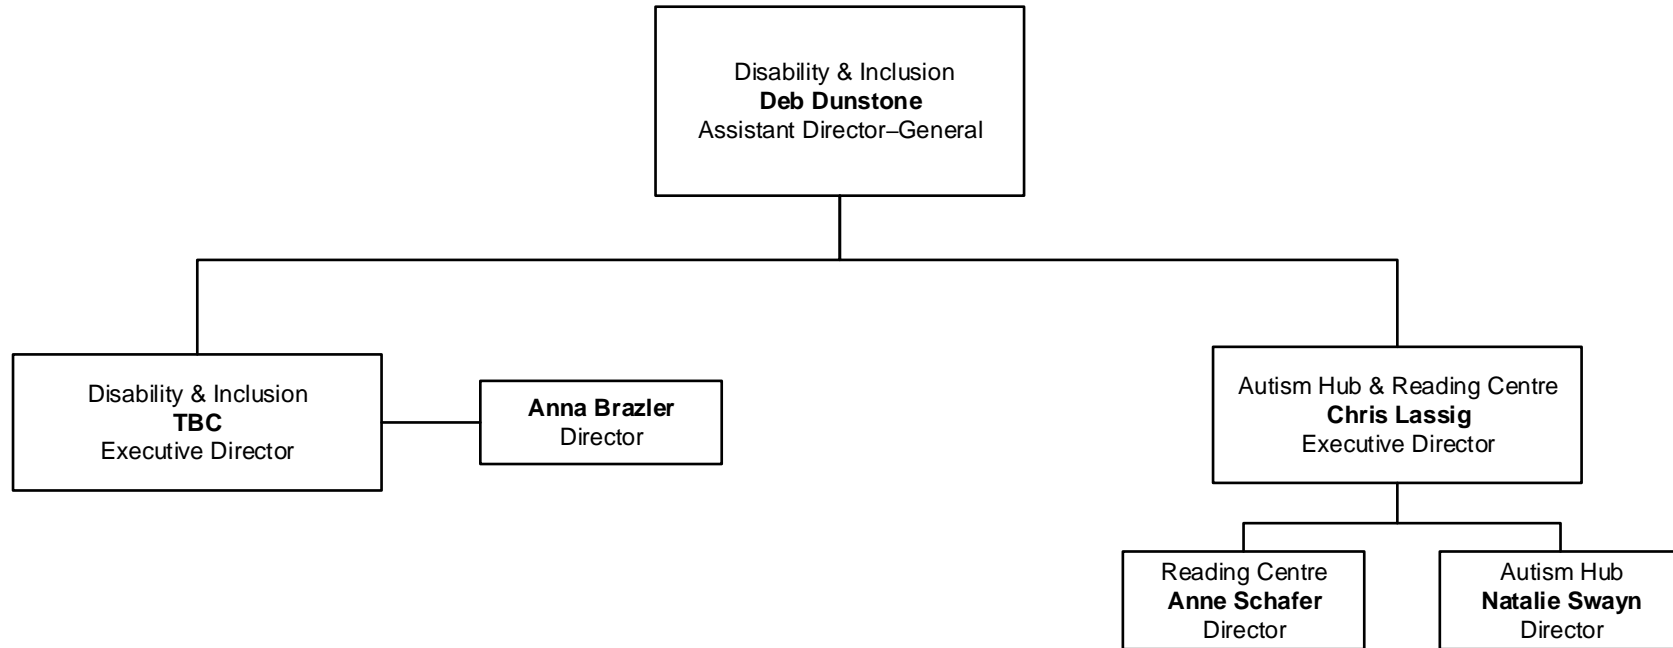 Disability & Inclusion
Deb Dunstone
Assistant Director–General
Disability & Inclusion
TBC
Executive Director
Anna Brazler
Director
Autism Hub & Reading Centre
Chris Lassig
Executive Director
Reading Centre
Anne Schafer
Director
Autism Hub
Natalie Swayn
Director